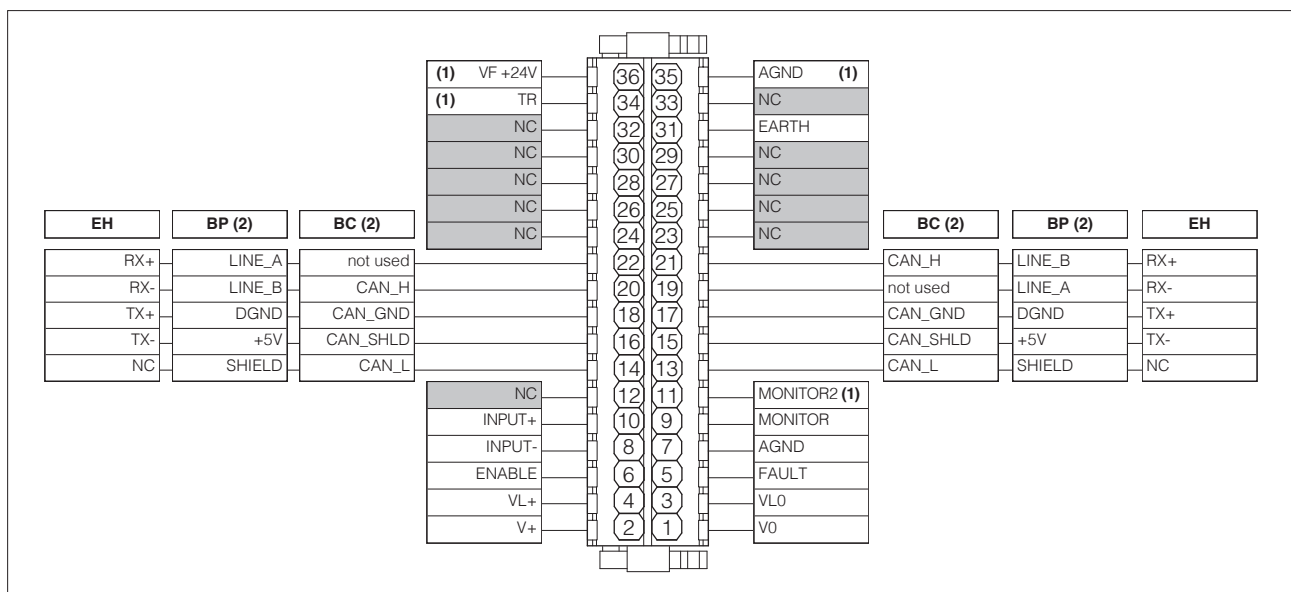 (1) VF +24V 36 35 AGND (1)
(1) TR 34 33 NC
NC 32 31 EARTH
NC 30 29 NC
NC 28 27 NC
NC 26 25 NC
NC 24 23 NC
EH BP (2) BC (2) BC (2) BP (2) EH
RX+ LINE_A not used 22 21 CAN_H LINE_B RX+
RX- LINE_B CAN_H 20 19 not used LINE_A RX-
TX+ DGND CAN_GND 18 17 CAN_GND DGND TX+
TX- +5V CAN_SHLD 16 15 CAN_SHLD +5V TX-
NC SHIELD CAN_L 14 13 CAN_L SHIELD NC
NC 12 11 MONITOR2 (1)
INPUT+ 10 9 MONITOR
INPUT- 8 7 AGND
ENABLE 6 5 FAULT
VL+ 4 3 VL0
V+ 2 1 V0